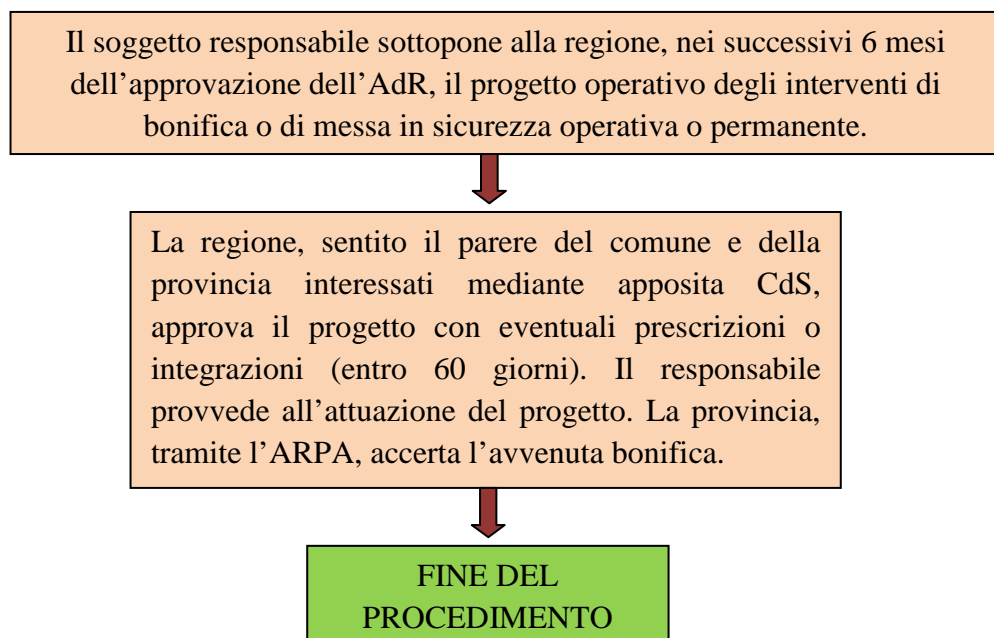 Il soggetto responsabile sottopone alla regione, nei successivi 6 mesi
dell’approvazione dell’AdR, il progetto operativo degli interventi di
bonifica o di messa in sicurezza operativa o permanente.
La regione, sentito il parere del comune e della
provincia interessati mediante apposita CdS,
approva il progetto con eventuali prescrizioni o
integrazioni (entro 60 giorni). Il responsabile
provvede all’attuazione del progetto. La provincia,
tramite l’ARPA, accerta l’avvenuta bonifica.
FINE DEL
PROCEDIMENTO